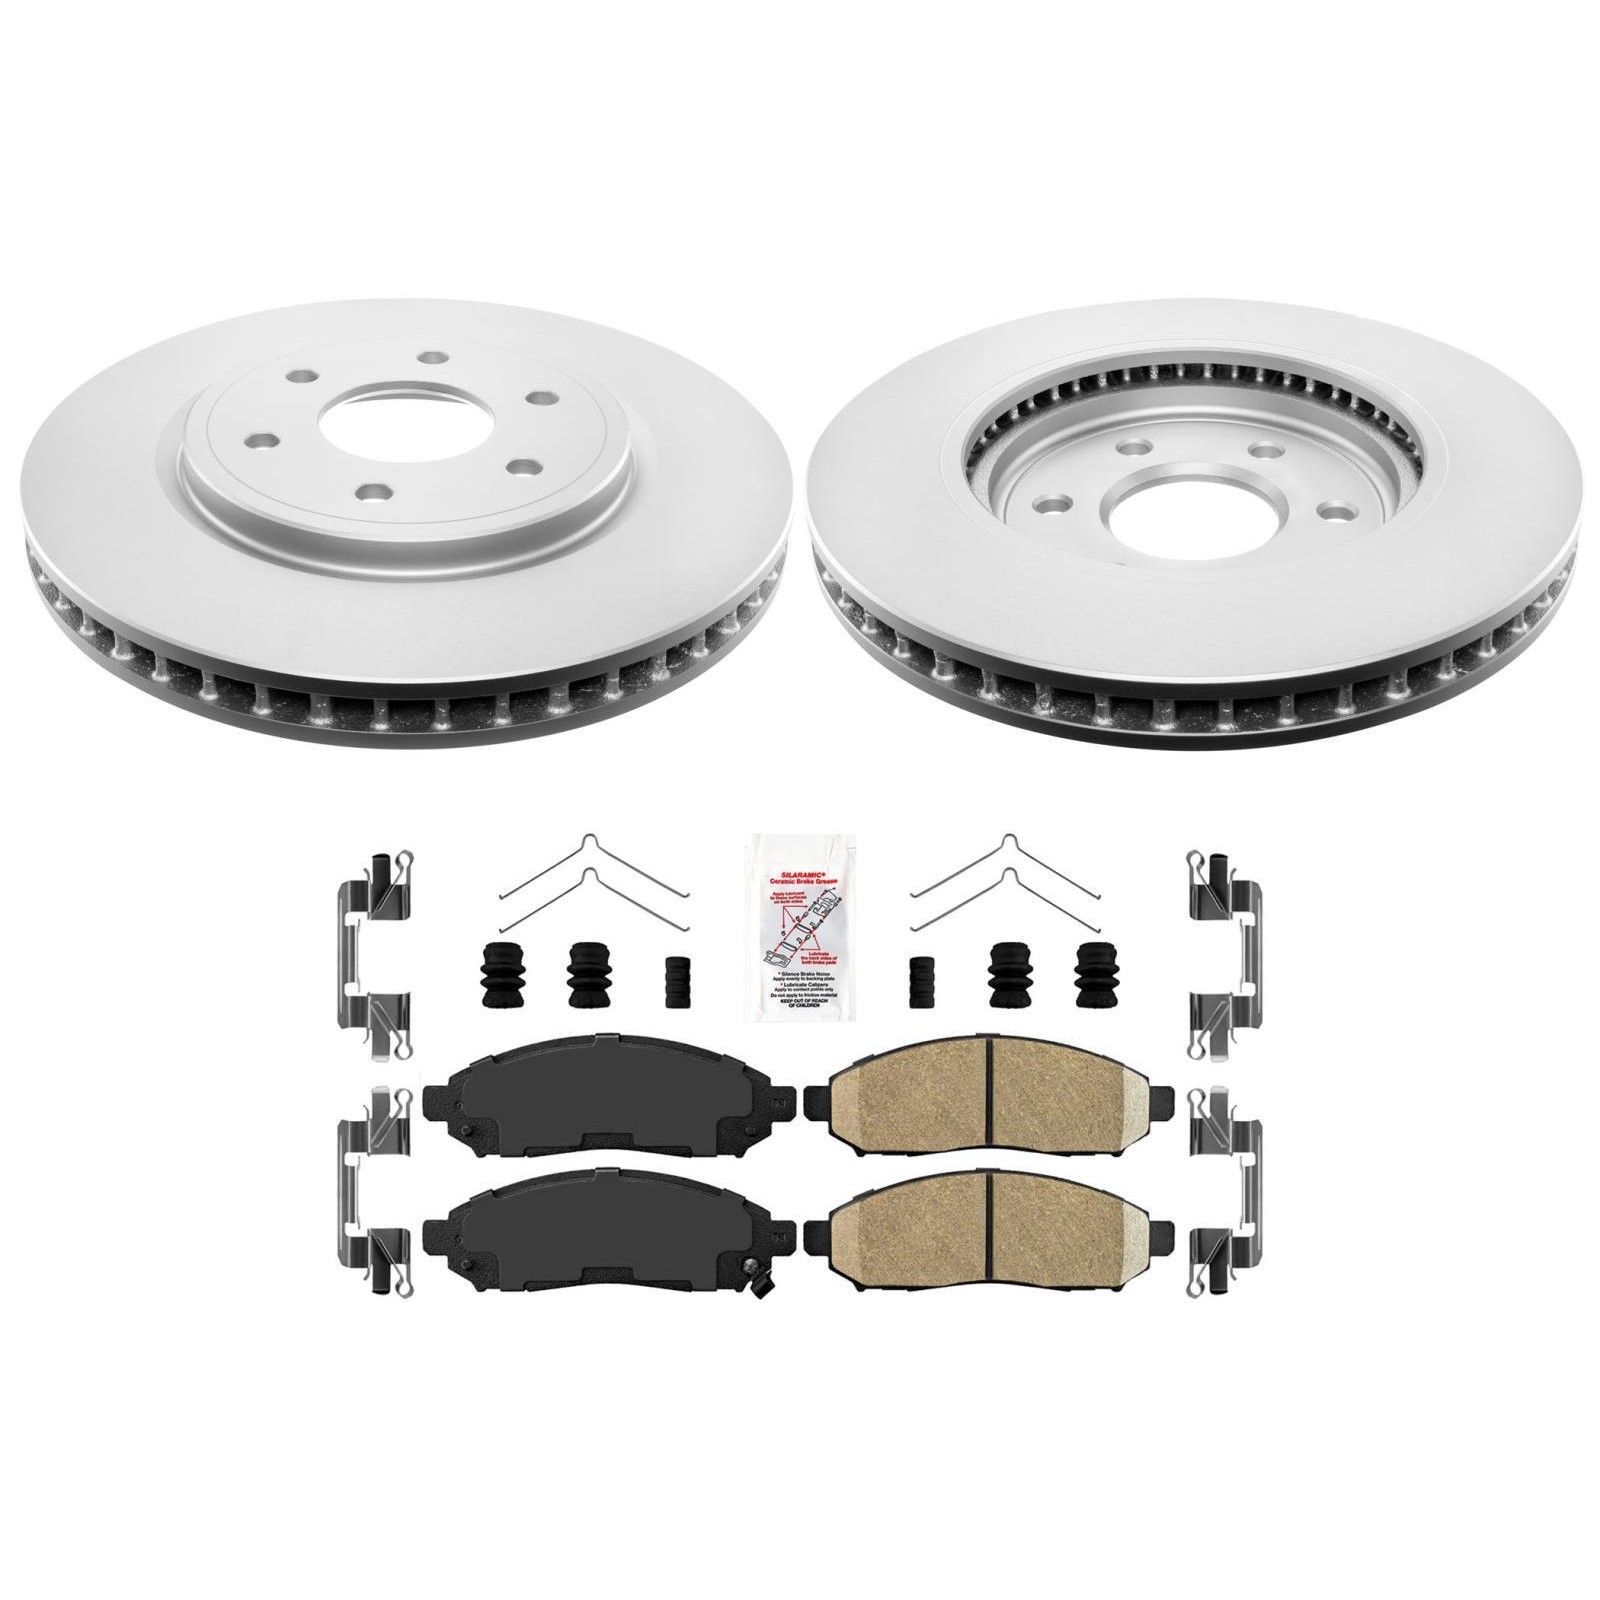 SILARAMIC®
Ceramic Brake Grease
Apply lubricant
to these surfaces
on both sides
Lubricate
the back sides of
both brake pads
* Silence Brake Noise
Apply evenly to backing plate
* Lubricate Calipers
Apply to contact points only
Do not apply to friction material
KEEP OUT OF REACH
OF CHILDREN